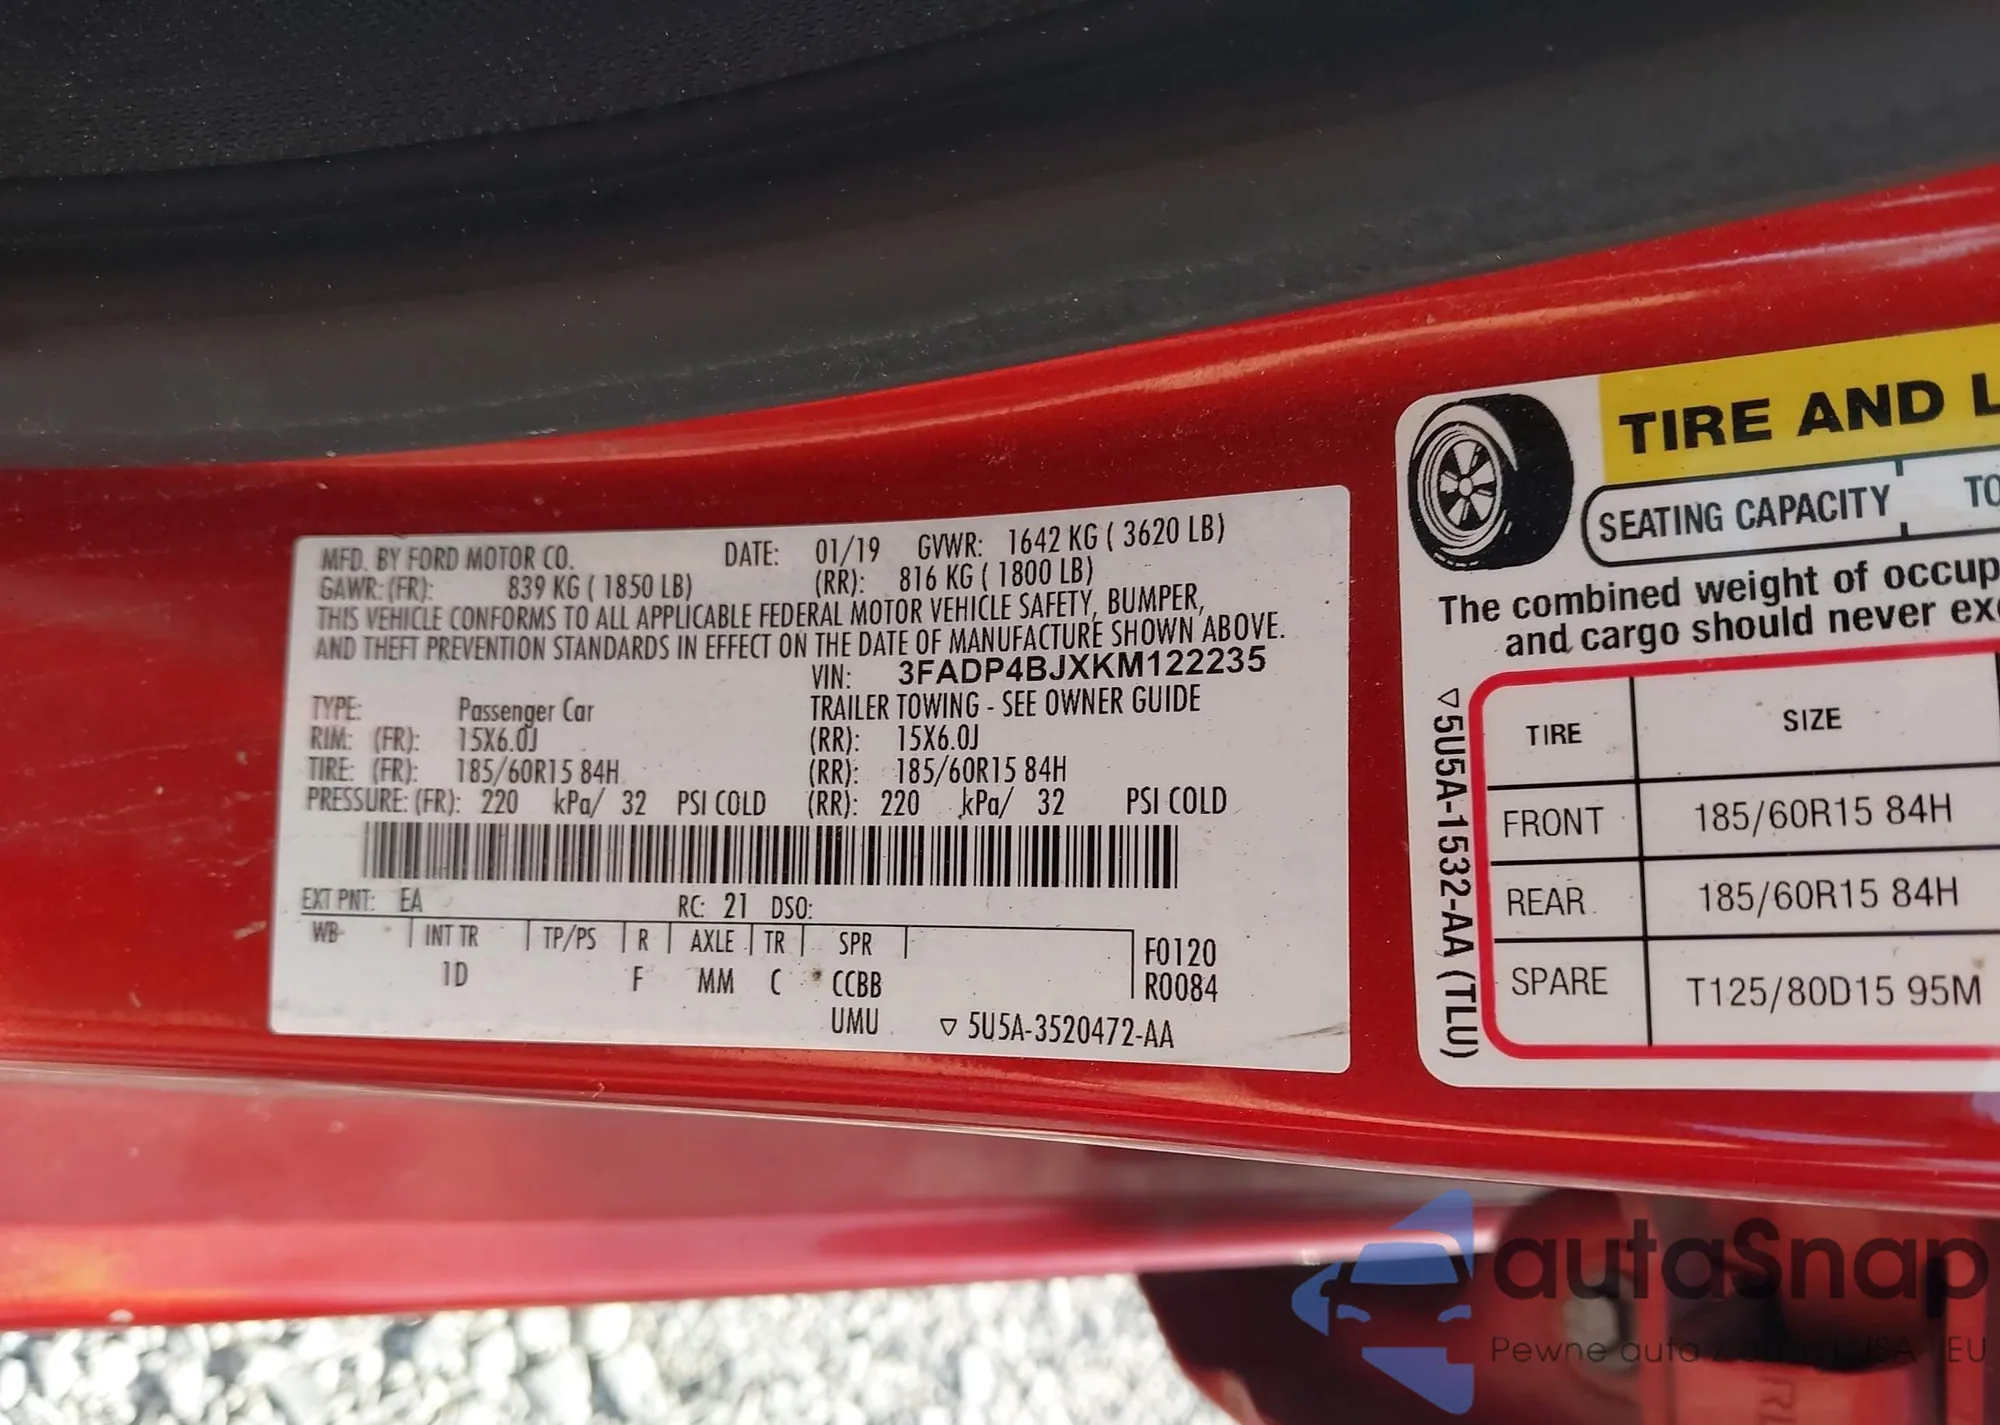 MFD. BY FORD MOTOR CO. DATE: 01/19 GVWR: 1642 KG ( 3620 LB)
GAWR: (FR): 839 KG ( 1850 LB) (RR): 816 KG ( 1800 LB)
THIS VEHICLE CONFORMS TO ALL APPLICABLE FEDERAL MOTOR VEHICLE SAFETY, BUMPER,
AND THEFT PREVENTION STANDARDS IN EFFECT ON THE DATE OF MANUFACTURE SHOWN ABOVE.
VIN: 3FADP4BJXKM122235
TYPE: Passenger Car TRAILER TOWING - SEE OWNER GUIDE
RIM: (FR): 15X6.0J (RR): 15X6.0J
TIRE: (FR): 185/60R15 84H (RR): 185/60R15 84H
PRESSURE: (FR): 220 kPa/ 32 PSI COLD (RR): 220 kPa/ 32 PSI COLD
EXT PNT: EA RC: 21 DSO:
WB INT TR TP/PS R AXLE TR SPR F0120
1D F MM C CCBB R0084
UMU ▽ 5U5A-3520472-AA
TIRE AND L
SEATING CAPACITY TO
The combined weight of occup
and cargo should never exc
▽5U5A-1532-AA (TLU)
TIRE SIZE
FRONT 185/60R15 84H
REAR 185/60R15 84H
SPARE T125/80D15 95M
autaSnap
Pewne auta z USA EU